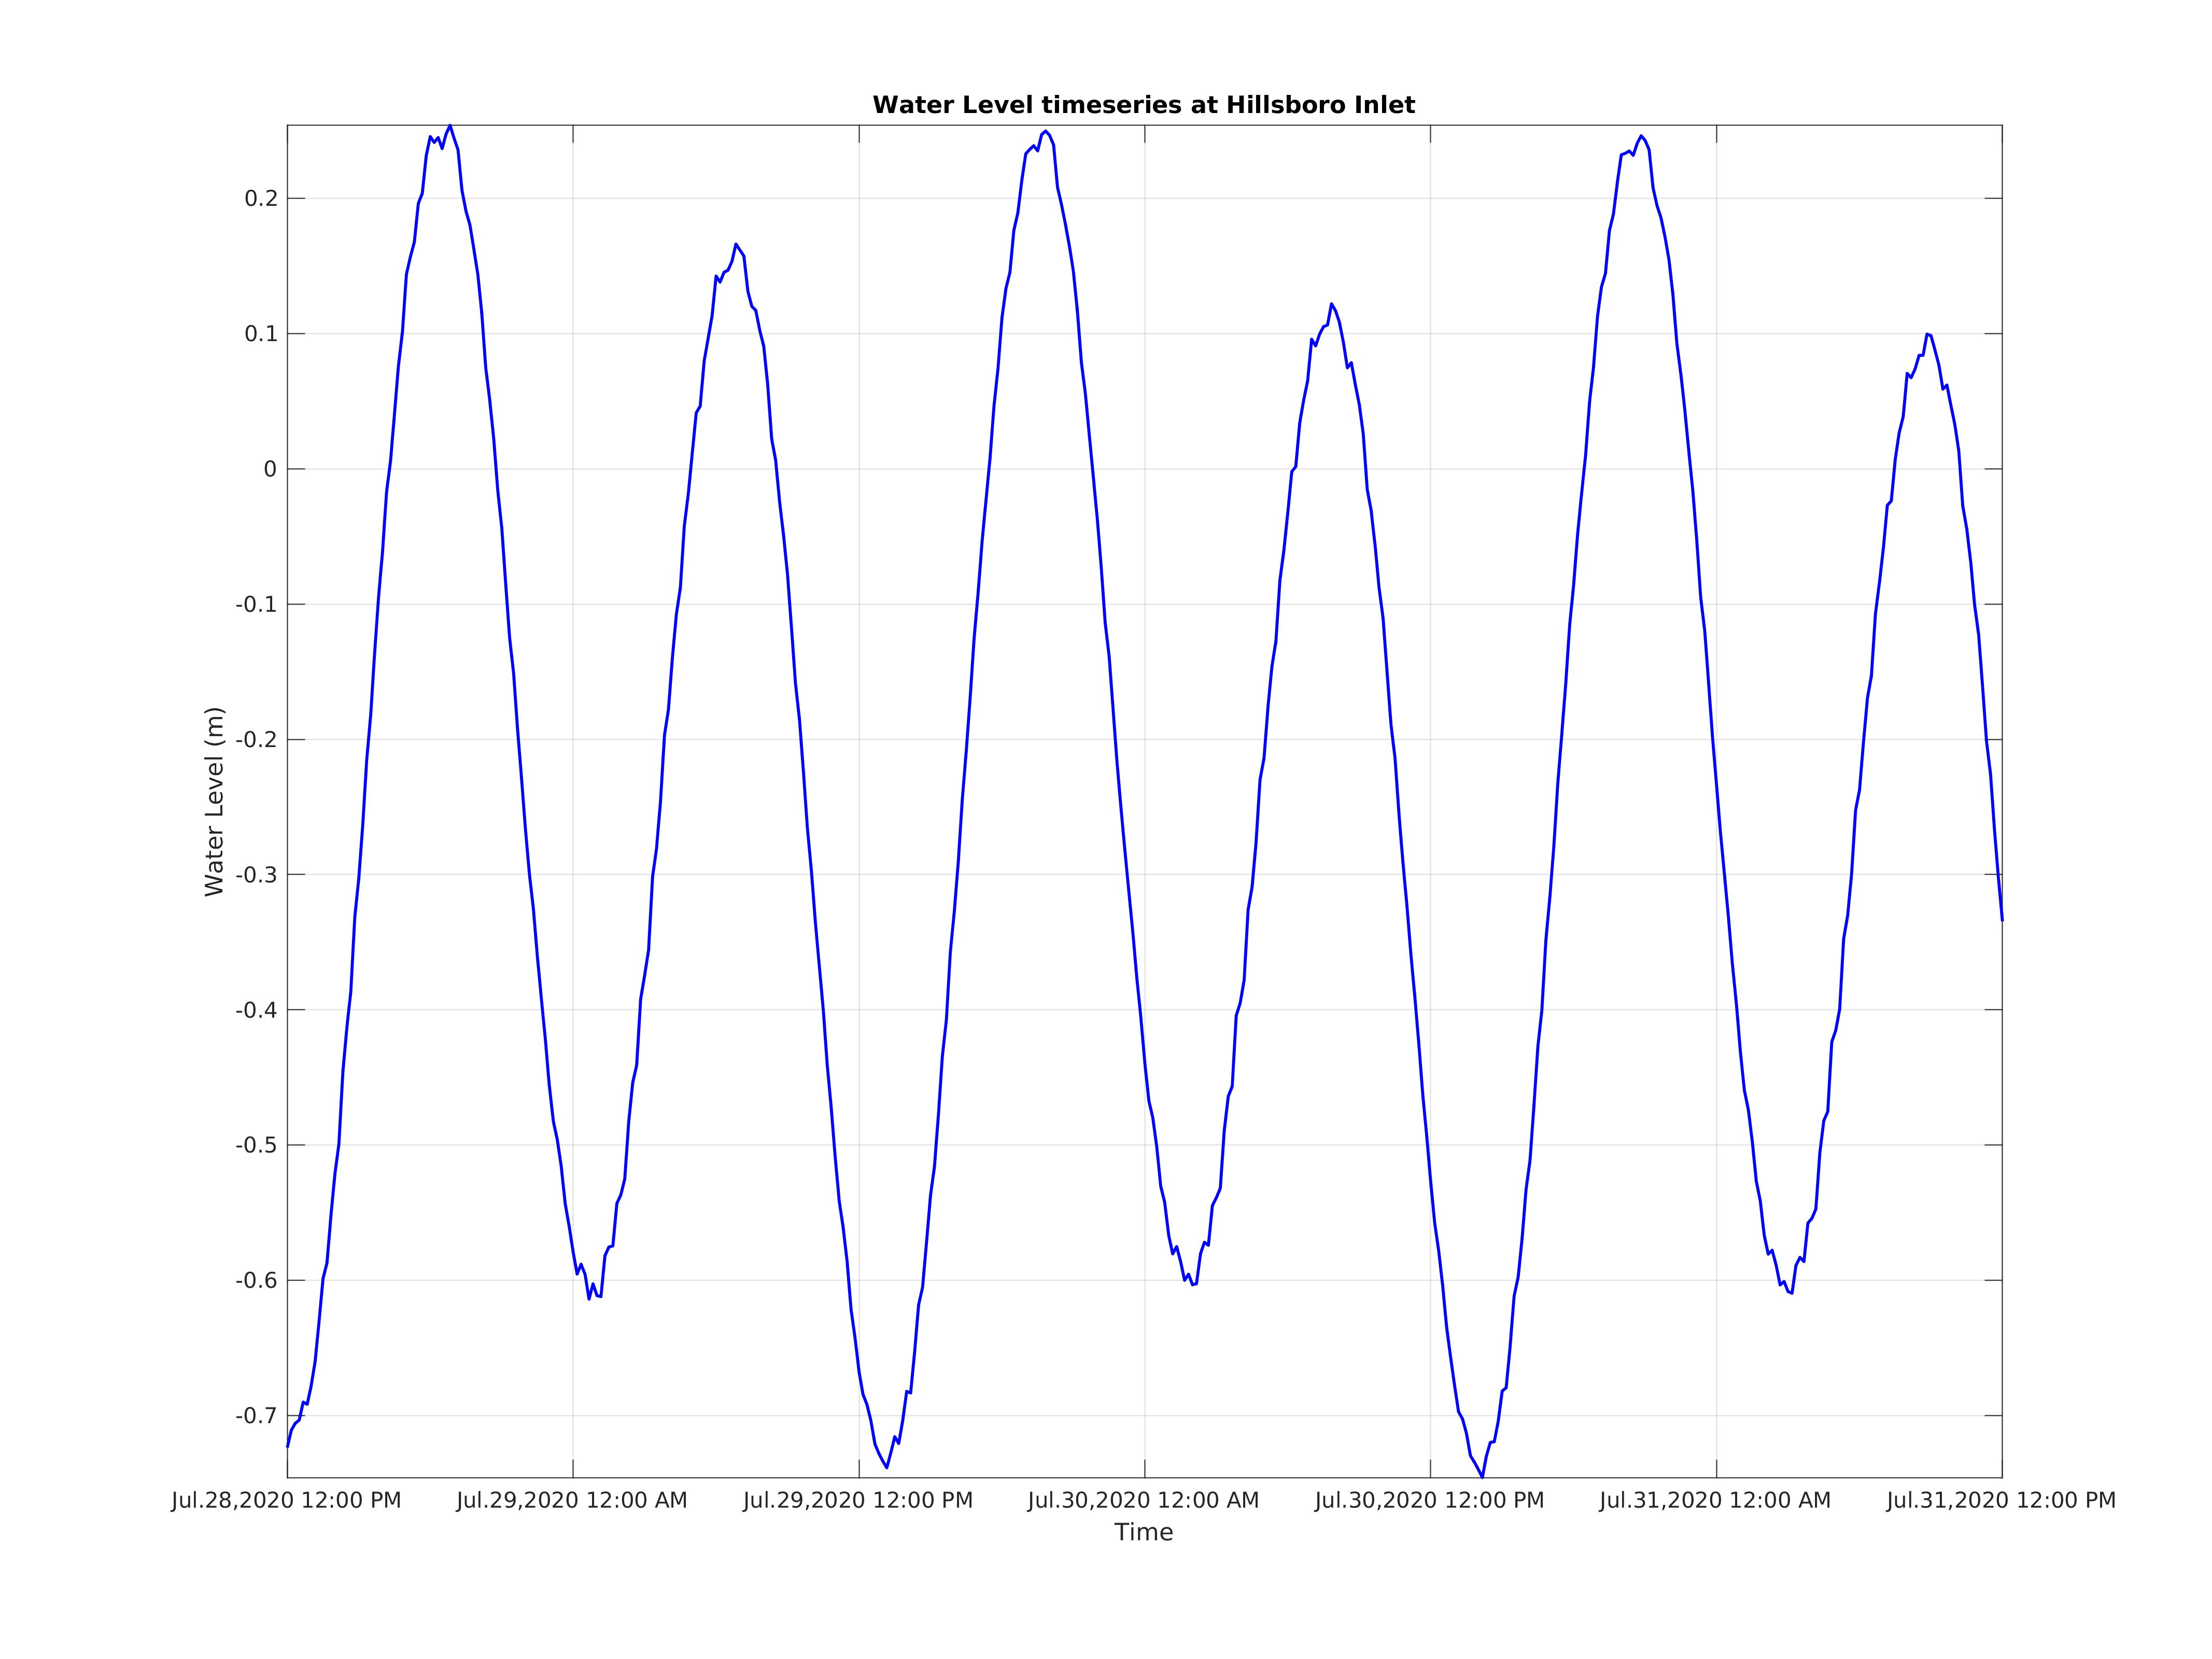 Water Level timeseries at Hillsboro Inlet
0.2
0.1
0
-0.1
-0.2
-0.3
-0.4
-0.5
-0.6
-0.7
Water Level (m)
Jul.28,2020 12:00 PM
Jul.29,2020 12:00 AM
Jul.29,2020 12:00 PM
Jul.30,2020 12:00 AM
Jul.30,2020 12:00 PM
Jul.31,2020 12:00 AM
Jul.31,2020 12:00 PM
Time